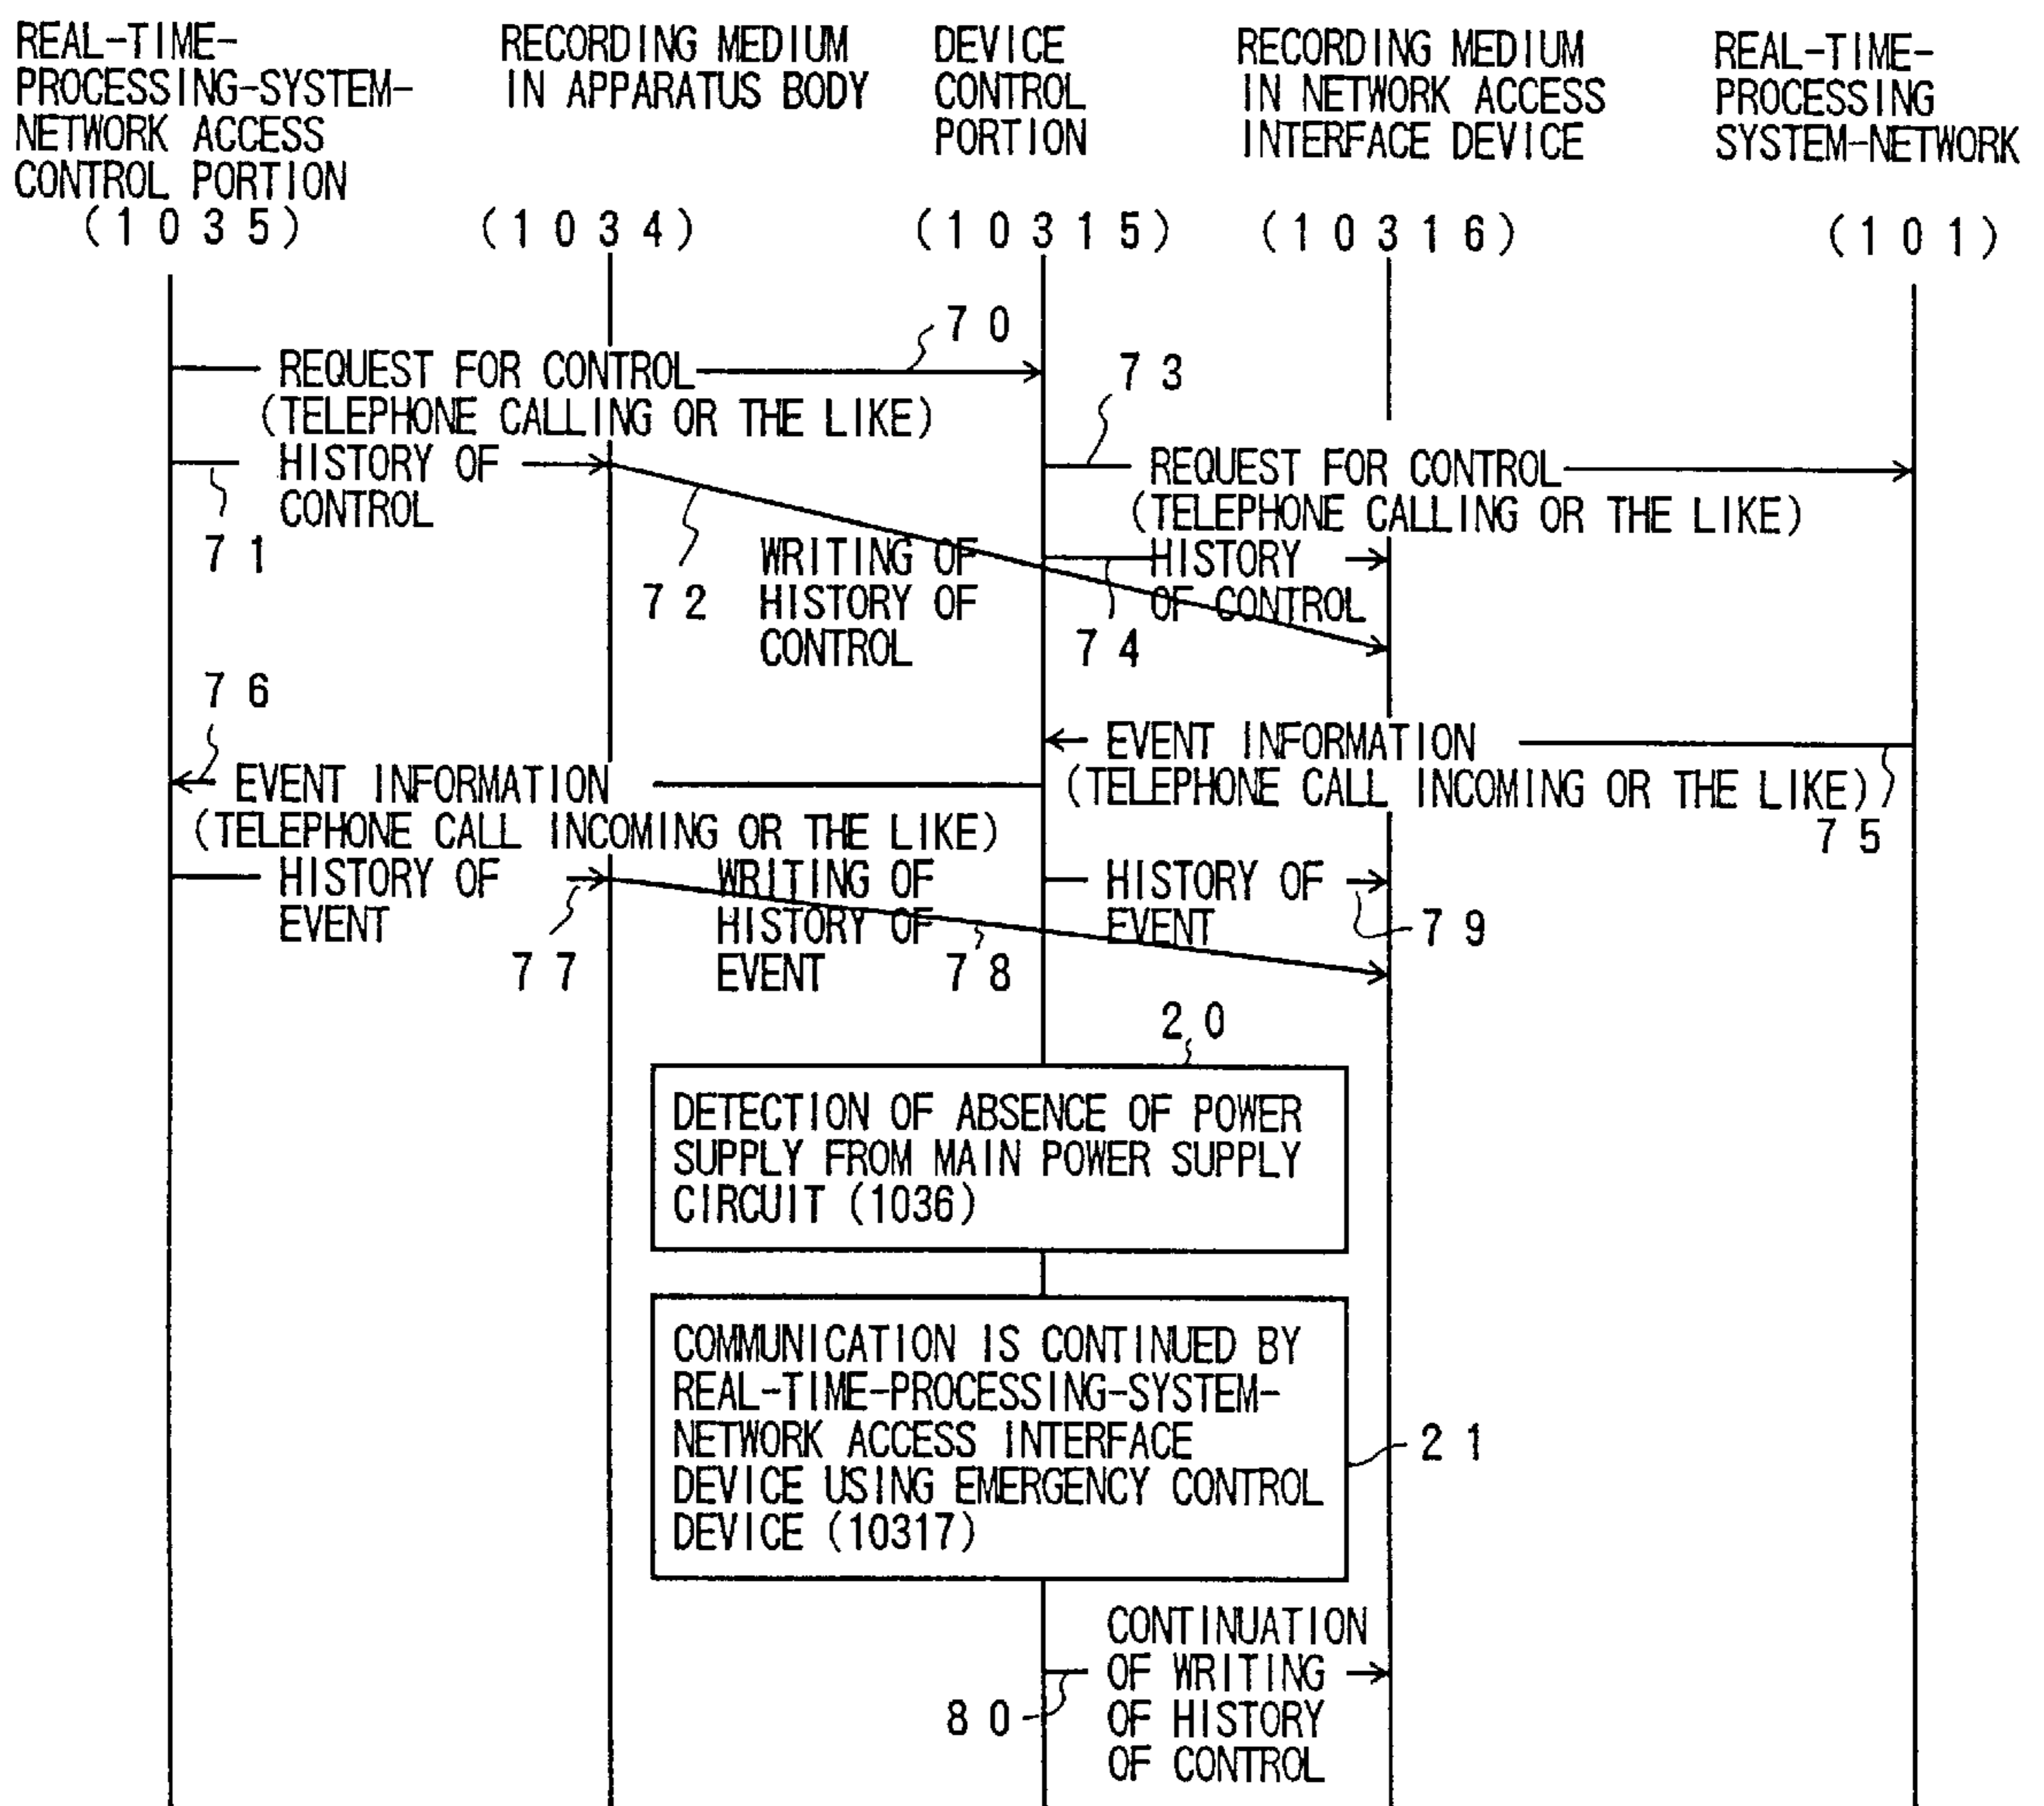 REAL-TIME-
PROCESSING-SYSTEM-
NETWORK ACCESS
CONTROL PORTION
(1035)
RECORDING MEDIUM
IN APPARATUS BODY
(1034)
DEVICE
CONTROL
PORTION
(10315)
RECORDING MEDIUM
IN NETWORK ACCESS
INTERFACE DEVICE
(10316)
REAL-TIME-
PROCESSING
SYSTEM-NETWORK
(101)
70
REQUEST FOR CONTROL
(TELEPHONE CALLING OR THE LIKE)
HISTORY OF
CONTROL
71
72
WRITING OF
HISTORY OF
CONTROL
73
REQUEST FOR CONTROL
(TELEPHONE CALLING OR THE LIKE)
HISTORY
OF CONTROL
74
EVENT INFORMATION
(TELEPHONE CALL INCOMING OR THE LIKE)
75
76
EVENT INFORMATION
(TELEPHONE CALL INCOMING OR THE LIKE)
HISTORY OF
EVENT
77
WRITING OF
HISTORY OF
EVENT
78
HISTORY OF
EVENT
79
20
DETECTION OF ABSENCE OF POWER
SUPPLY FROM MAIN POWER SUPPLY
CIRCUIT (1036)
COMMUNICATION IS CONTINUED BY
REAL-TIME-PROCESSING-SYSTEM-
NETWORK ACCESS INTERFACE
DEVICE USING EMERGENCY CONTROL
DEVICE (10317)
21
CONTINUATION
OF WRITING
OF HISTORY
OF CONTROL
80